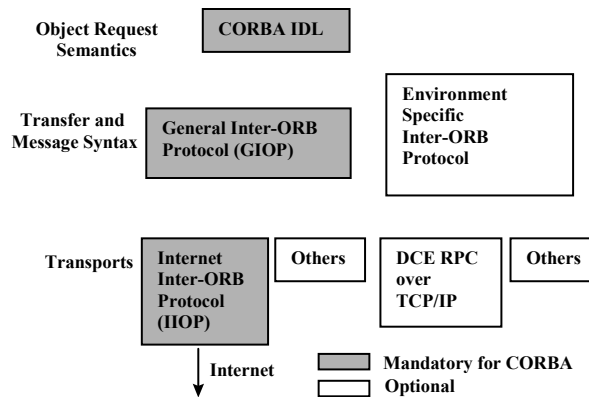 Object Request
Semantics
CORBA IDL
Transfer and
Message Syntax
General Inter-ORB
Protocol (GIOP)
Environment
Specific
Inter-ORB
Protocol
Transports
Internet
Inter-ORB
Protocol
(IIOP)
Others
DCE RPC
over
TCP/IP
Others
Internet
Mandatory for CORBA
Optional